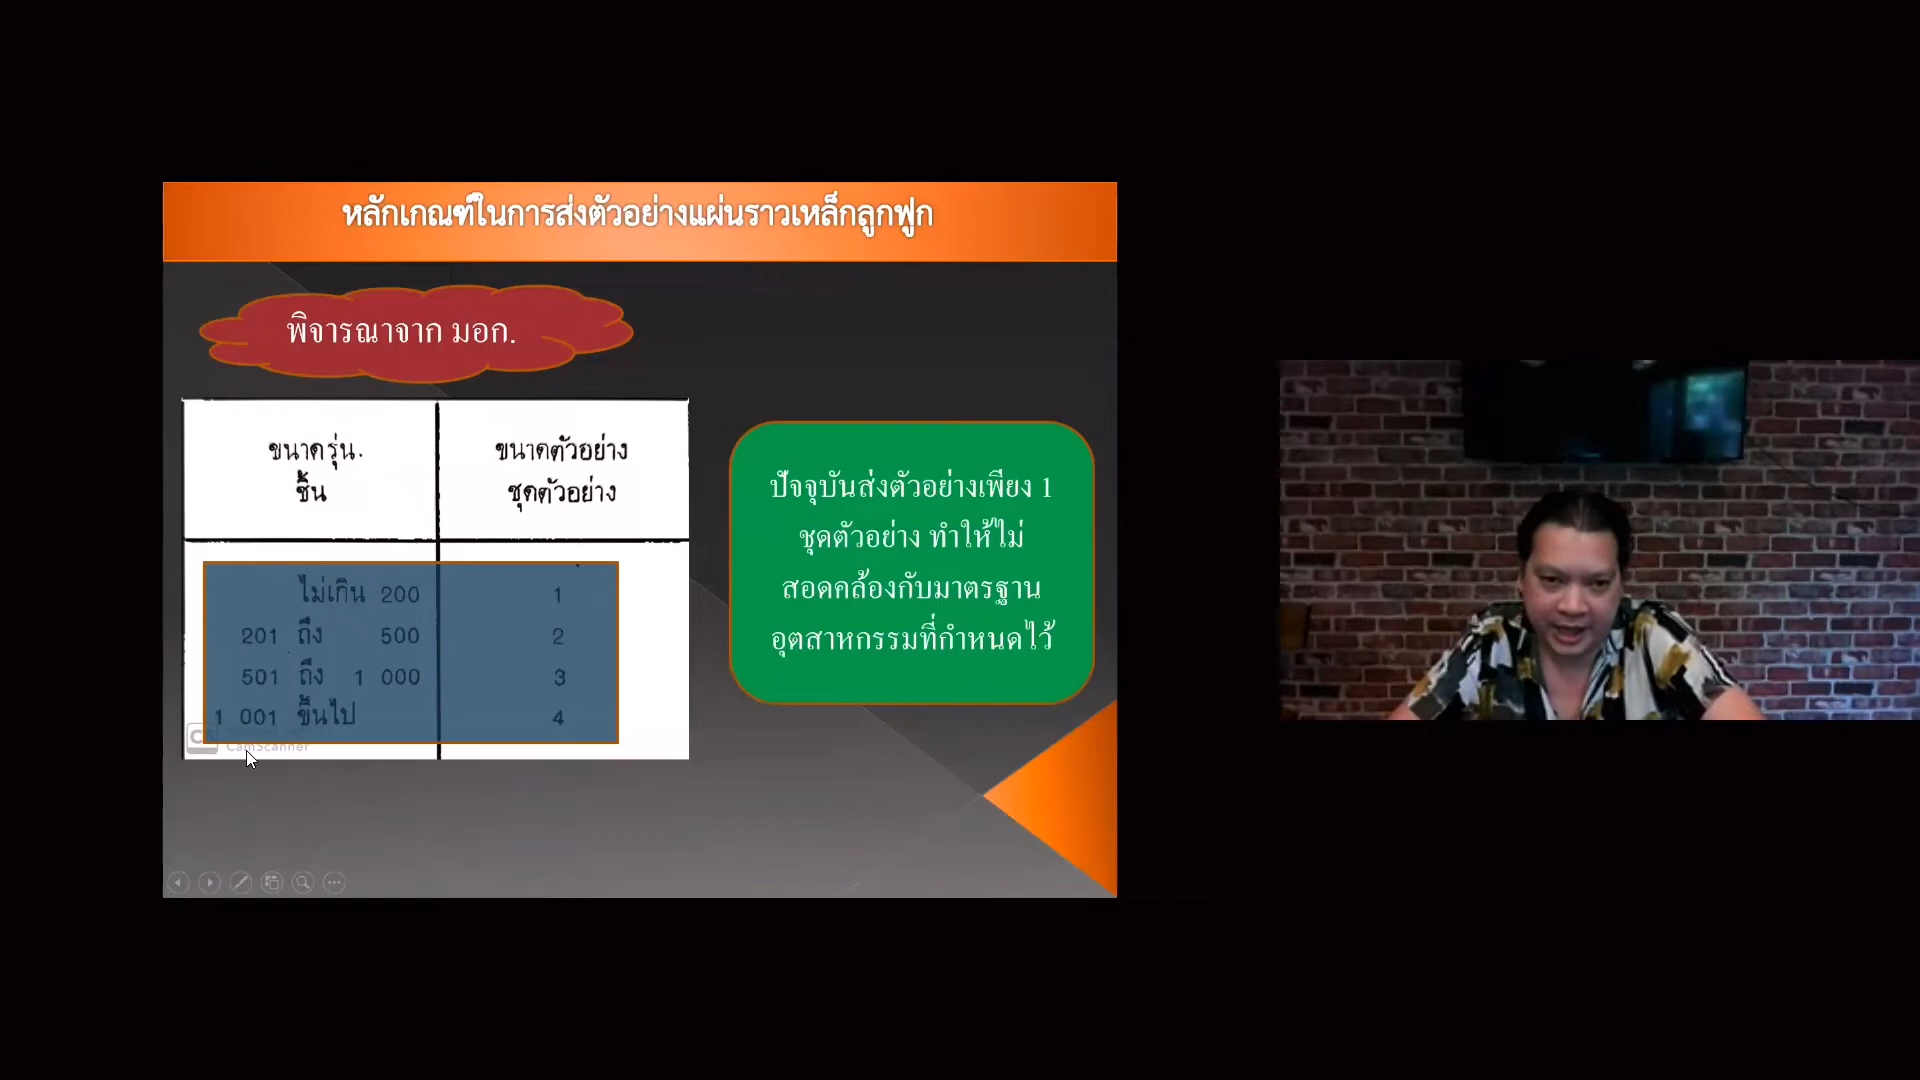 หลักเกณฑ์ในการส่งตัวอย่างแผ่นราวเหล็กลูกฟูก
พิจารณาจาก มอก.
ขนาดรุ่น. ขนาดตัวอย่าง
ชิ้น ชุดตัวอย่าง
ไม่เกิน 200 1
201 ถึง 500 2
501 ถึง 1 000 3
1 001 ขึ้นไป 4
CS CamScanner
ปัจจุบันส่งตัวอย่างเพียง 1
ชุดตัวอย่าง ทำให้ไม่
สอดคล้องกับมาตรฐาน
อุตสาหกรรมที่กำหนดไว้